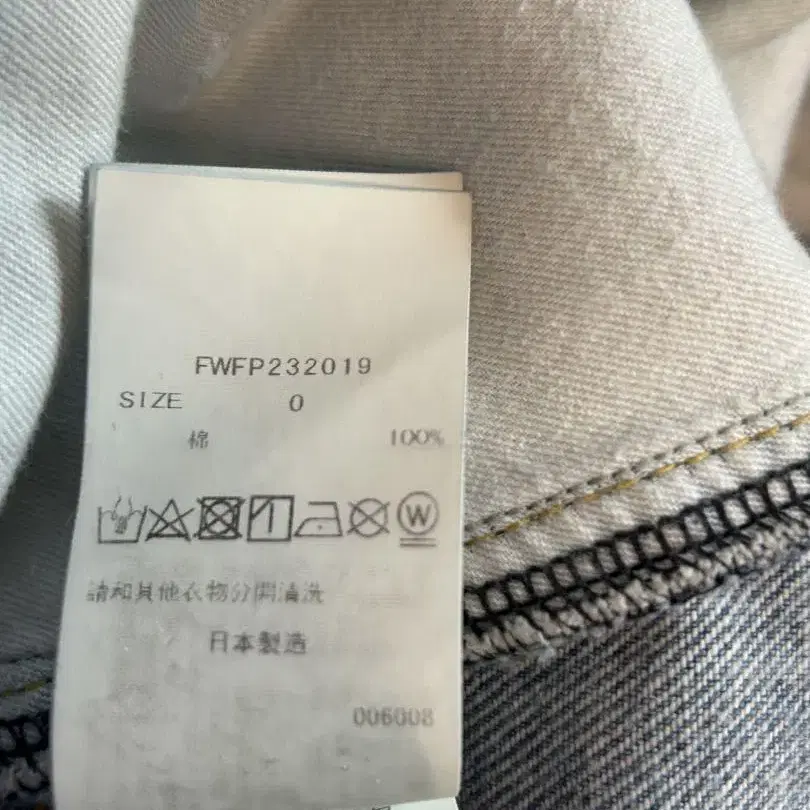 FWFP232019
SIZE 0
棉 100%
W
請和其他衣物分開清洗
日本製造
006008